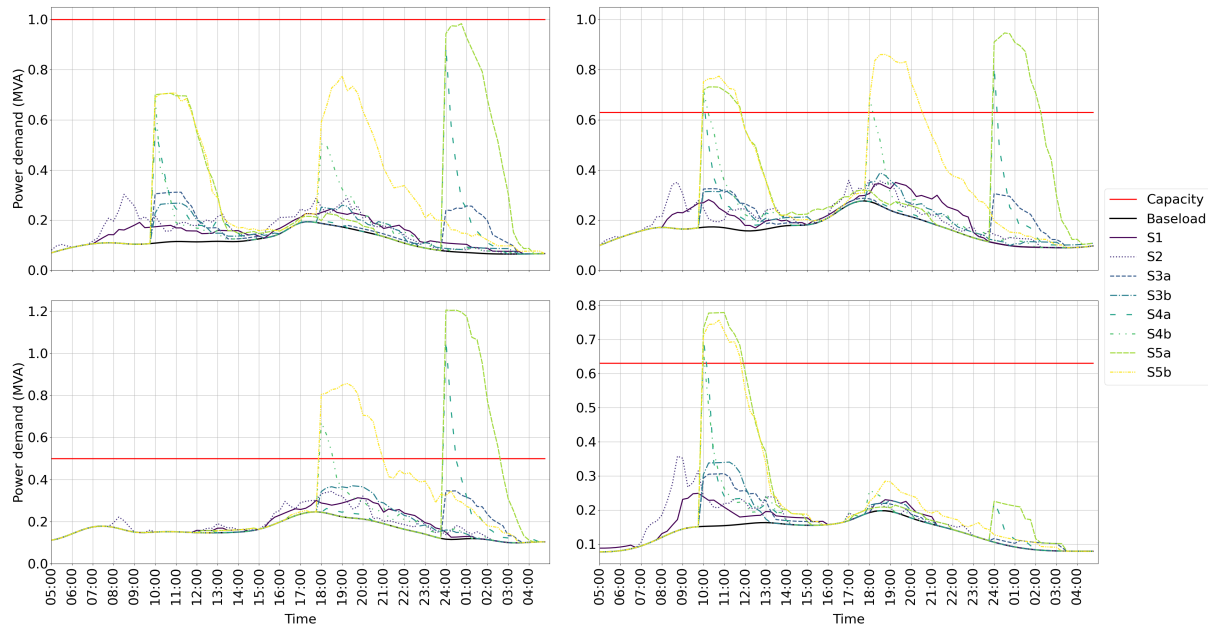 Power demand (MVA)
1.0
0.8
0.6
0.4
0.2
0.0
1.0
0.8
0.6
0.4
0.2
0.0
Capacity
Baseload
S1
S2
S3a
S3b
S4a
S4b
S5a
S5b
Power demand (MVA)
1.2
1.0
0.8
0.6
0.4
0.2
0.0
0.8
0.7
0.6
0.5
0.4
0.3
0.2
0.1
05:00 06:00 07:00 08:00 09:00 10:00 11:00 12:00 13:00 14:00 15:00 16:00 17:00 18:00 19:00 20:00 21:00 22:00 23:00 24:00 01:00 02:00 03:00 04:00
05:00 06:00 07:00 08:00 09:00 10:00 11:00 12:00 13:00 14:00 15:00 16:00 17:00 18:00 19:00 20:00 21:00 22:00 23:00 24:00 01:00 02:00 03:00 04:00
Time
Time